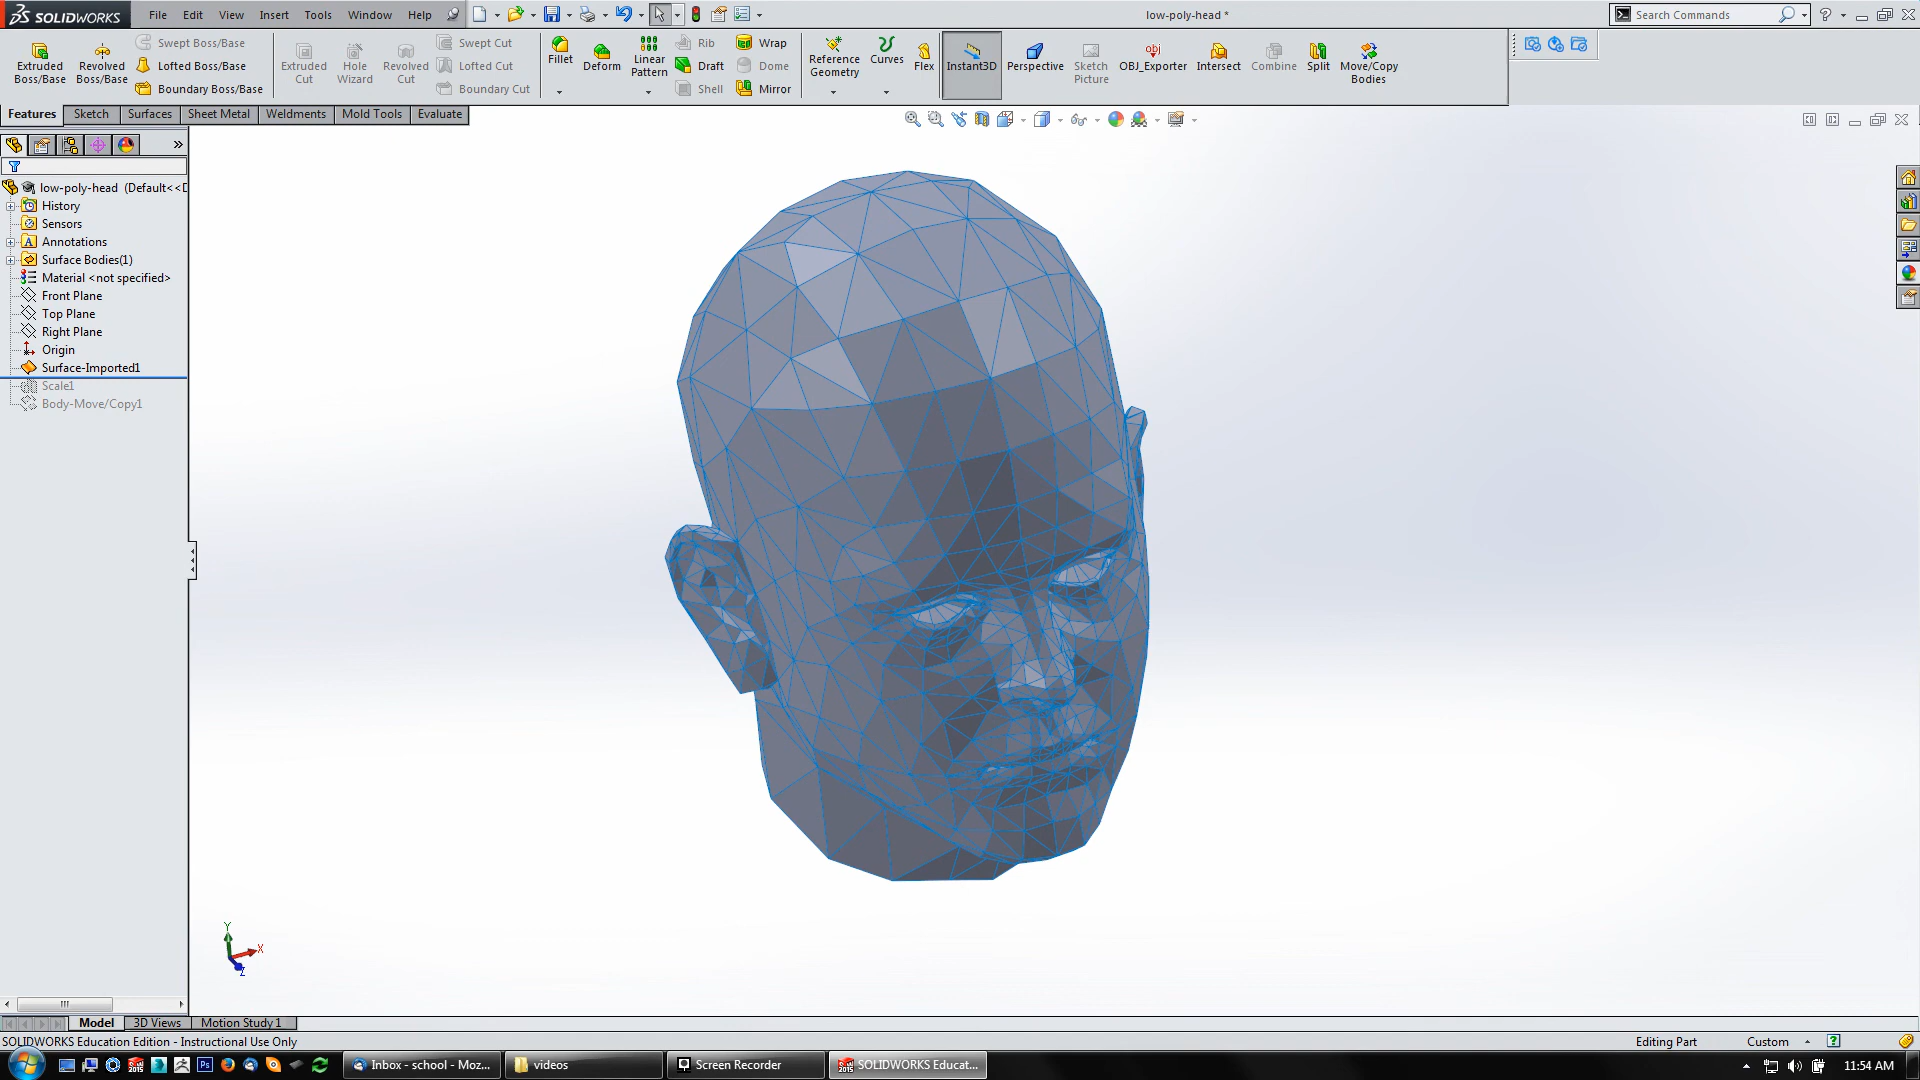 SOLIDWORKS File Edit View Insert Tools Window Help low-poly-head * Search Commands
Extruded Boss/Base
Revolved Boss/Base
Swept Boss/Base
Lofted Boss/Base
Boundary Boss/Base
Extruded Cut
Hole Wizard
Revolved Cut
Swept Cut
Lofted Cut
Boundary Cut
Fillet
Deform
Linear Pattern
Rib
Draft
Shell
Wrap
Dome
Mirror
Reference Geometry
Curves
Flex
Instant3D
Perspective
Sketch Picture
OBJ_Exporter
Intersect
Combine
Split
Move/Copy Bodies
Features Sketch Surfaces Sheet Metal Weldments Mold Tools Evaluate
low-poly-head (Default<<D
History
Sensors
Annotations
Surface Bodies(1)
Material <not specified>
Front Plane
Top Plane
Right Plane
Origin
Surface-Imported1
Scale1
Body-Move/Copy1
Y
X
Z
Model 3D Views Motion Study 1
SOLIDWORKS Education Edition - Instructional Use Only Editing Part Custom
Inbox - school - Moz... videos Screen Recorder SOLIDWORKS Educat... 11:54 AM